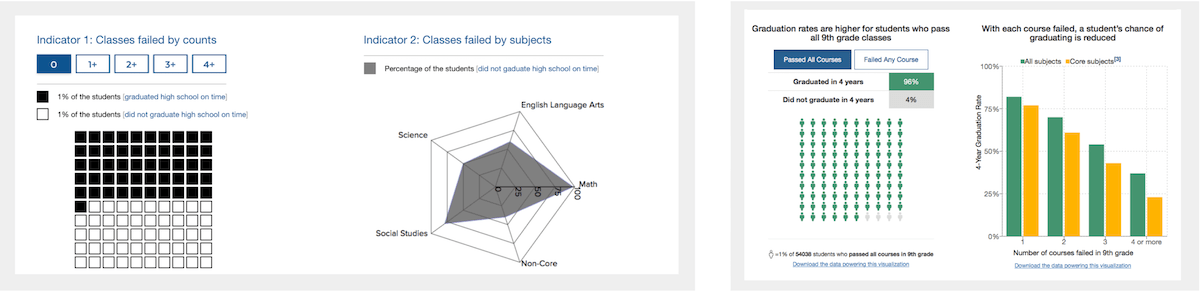 Indicator 1: Classes failed by counts
0 1+ 2+ 3+ 4+
1% of the students [graduated high school on time]
1% of the students [did not graduate high school on time]
Indicator 2: Classes failed by subjects
Percentage of the students [did not gaduate high school on time]
English Language Arts
Science
Math
0 25 50 75 100
Social Studies
Non-Core
Graduation rates are higher for students who pass
all 9th grade classes
Passed All Courses Failed Any Course
Graduated in 4 years 96%
Did not graduate in 4 years 4%
=1% of 54038 students who passed all courses in 9th grade
Download the data powering this visualization
With each course failed, a student's chance of
graduating is reduced
All subjects Core subjects[3]
100%
75%
50%
25%
0%
4-Year Graduation Rate
1 2 3 4 or more
Number of courses failed in 9th grade
Download the data powering this visualization